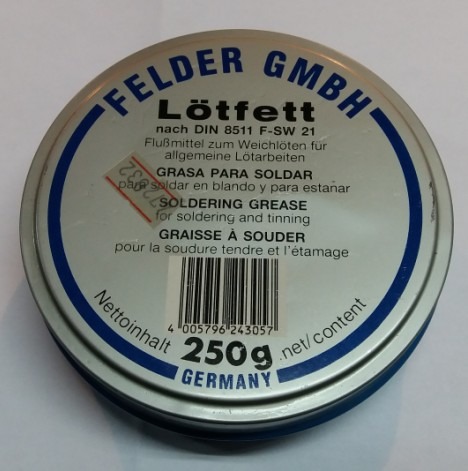 FELDER GMBH
Lötfett
nach DIN 8511 F-SW 21
Flußmittel zum Weichlöten für
allgemeine Lötarbeiten
GRASA PARA SOLDAR
para soldar en blando y para estanar
SOLDERING GREASE
for soldering and tinning
GRAISSE À SOUDER
pour la soudure tendre et l'étamage
4 005796 243057
Nettoinhalt 250g net/content
GERMANY